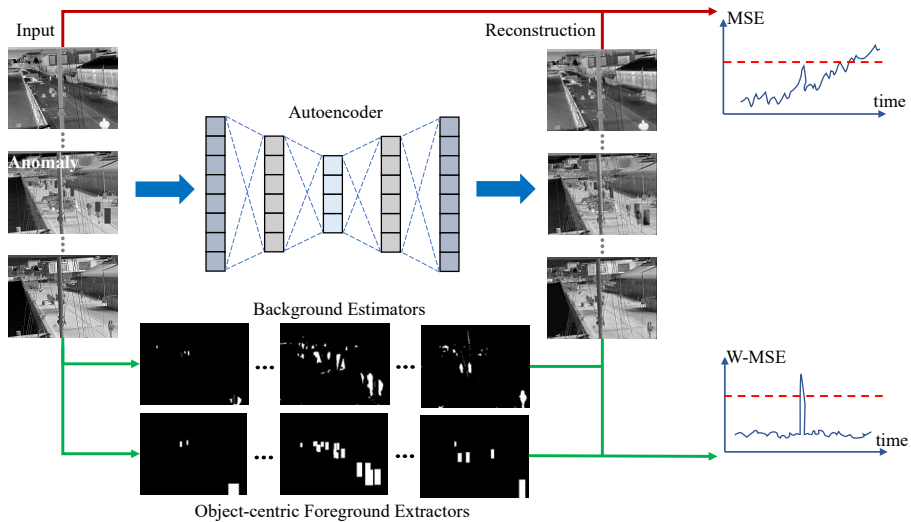 Input
Reconstruction
MSE
time
Autoencoder
Anomaly
Background Estimators
W-MSE
time
Object-centric Foreground Extractors